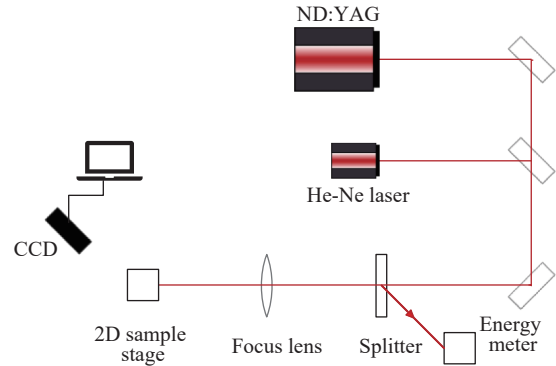 ND:YAG
He-Ne laser
CCD
2D sample
stage
Focus lens
Splitter
Energy
meter